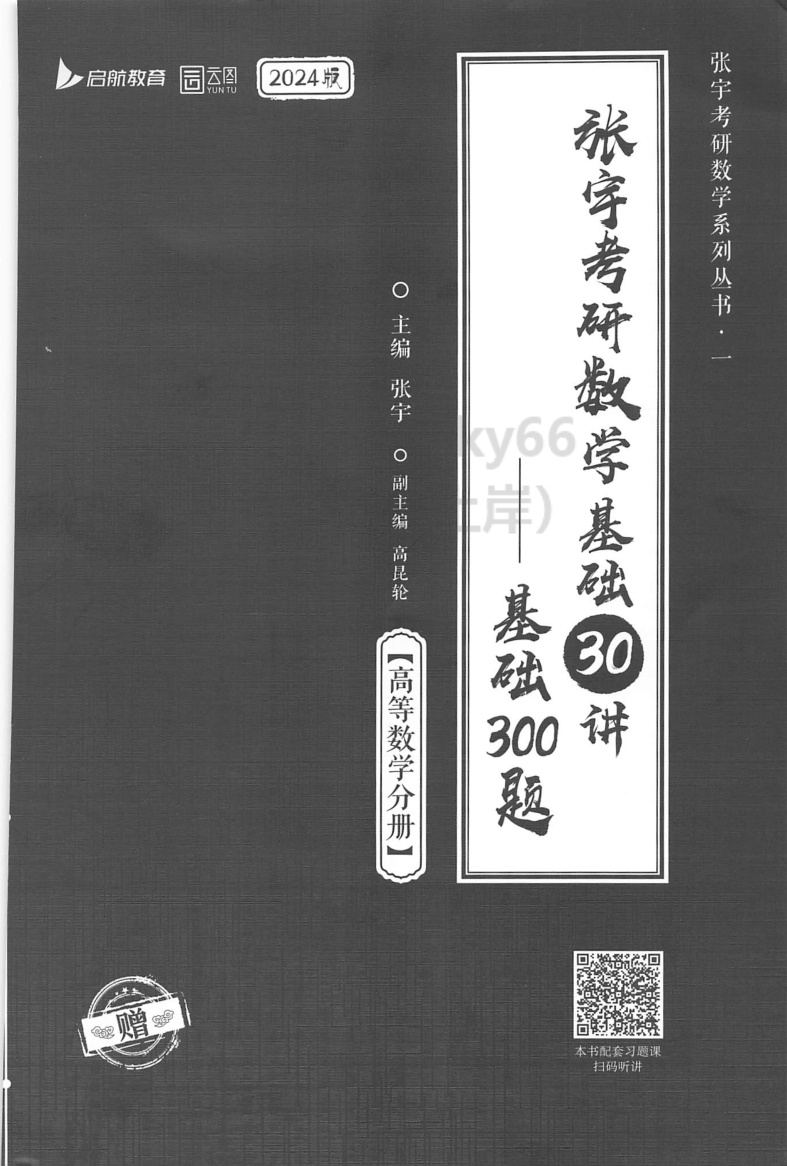 启航教育
云图
YUN TU
2024版
张宇考研数学系列丛书·一
张宇考研数学基础30讲
——基础300题
主编 张宇
副主编 高昆轮
【高等数学分册】
ky66
上岸）
赠
本书配套习题课
扫码听讲